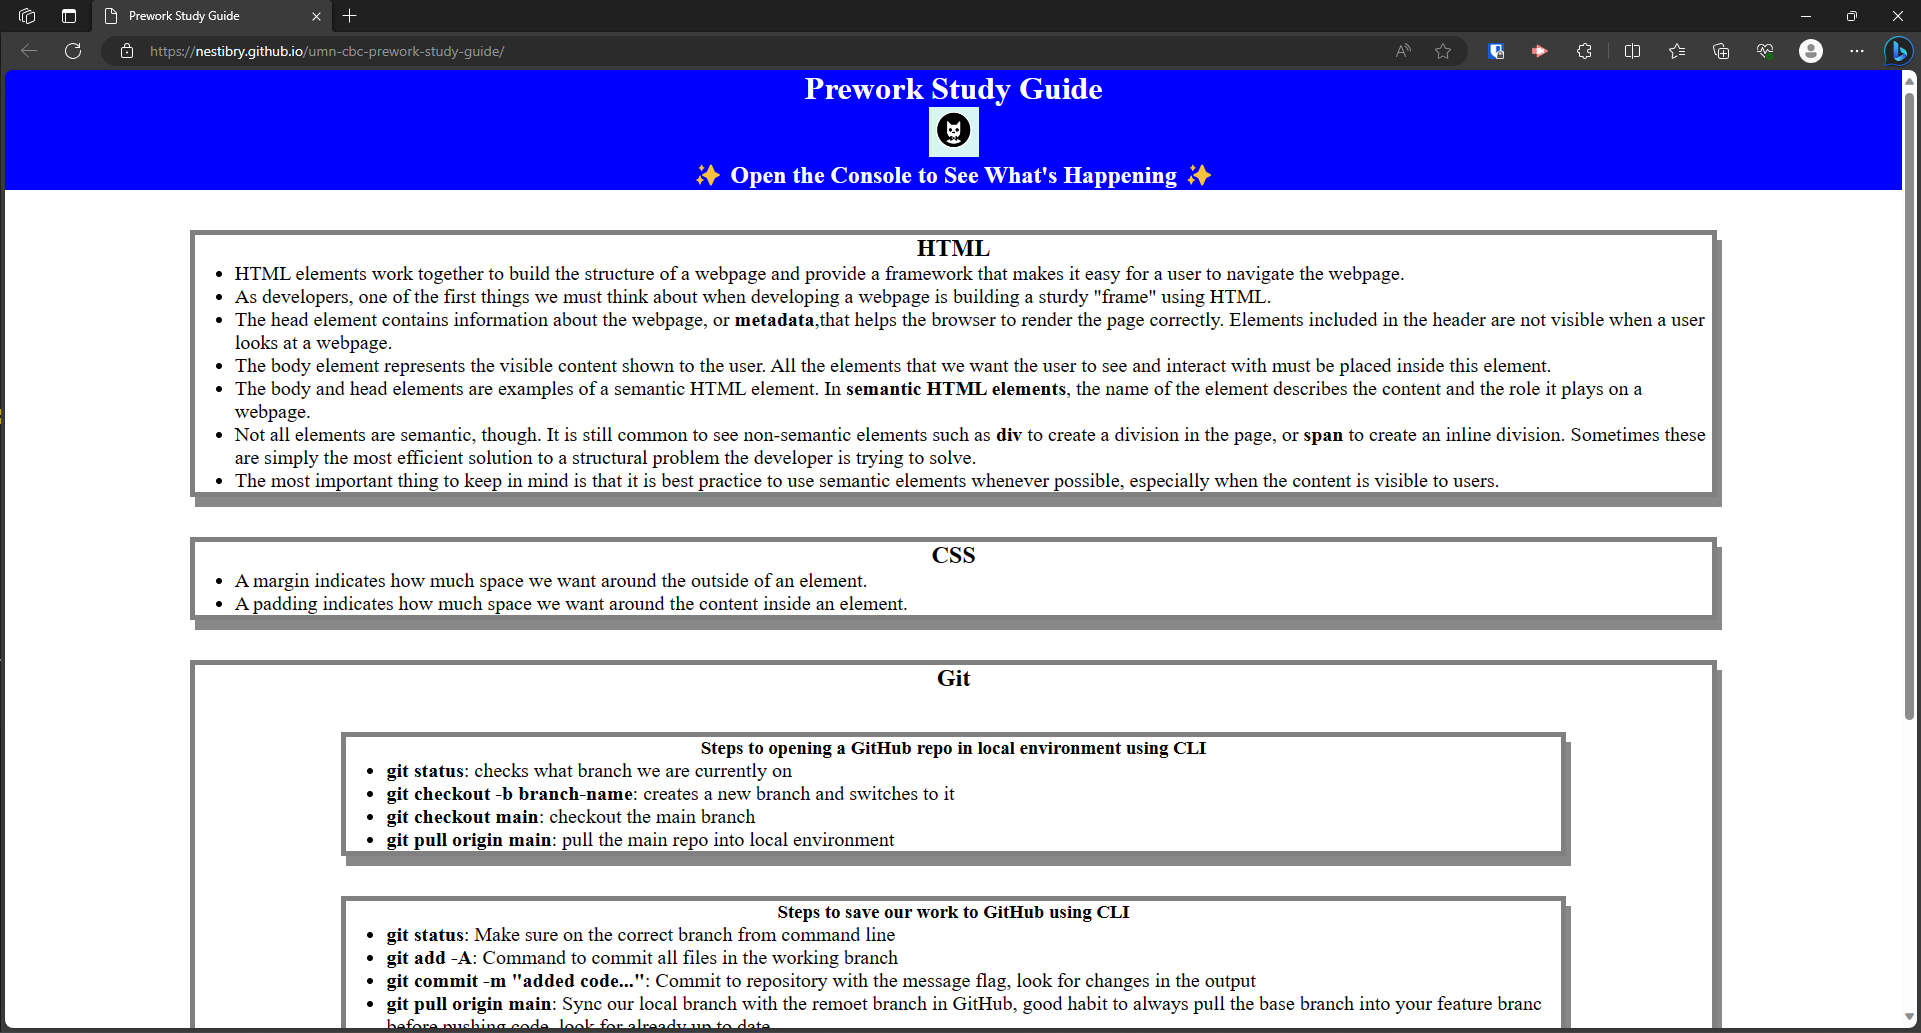 Prework Study Guide
https://nestibry.github.io/umn-cbc-prework-study-guide/
Prework Study Guide
✨ Open the Console to See What's Happening ✨
HTML
• HTML elements work together to build the structure of a webpage and provide a framework that makes it easy for a user to navigate the webpage.
• As developers, one of the first things we must think about when developing a webpage is building a sturdy "frame" using HTML.
• The head element contains information about the webpage, or metadata,that helps the browser to render the page correctly. Elements included in the header are not visible when a user
looks at a webpage.
• The body element represents the visible content shown to the user. All the elements that we want the user to see and interact with must be placed inside this element.
• The body and head elements are examples of a semantic HTML element. In semantic HTML elements, the name of the element describes the content and the role it plays on a
webpage.
• Not all elements are semantic, though. It is still common to see non-semantic elements such as div to create a division in the page, or span to create an inline division. Sometimes these
are simply the most efficient solution to a structural problem the developer is trying to solve.
• The most important thing to keep in mind is that it is best practice to use semantic elements whenever possible, especially when the content is visible to users.
CSS
• A margin indicates how much space we want around the outside of an element.
• A padding indicates how much space we want around the content inside an element.
Git
Steps to opening a GitHub repo in local environment using CLI
• git status: checks what branch we are currently on
• git checkout -b branch-name: creates a new branch and switches to it
• git checkout main: checkout the main branch
• git pull origin main: pull the main repo into local environment
Steps to save our work to GitHub using CLI
• git status: Make sure on the correct branch from command line
• git add -A: Command to commit all files in the working branch
• git commit -m "added code...": Commit to repository with the message flag, look for changes in the output
• git pull origin main: Sync our local branch with the remoet branch in GitHub, good habit to always pull the base branch into your feature branc
before pushing code, look for already up to date